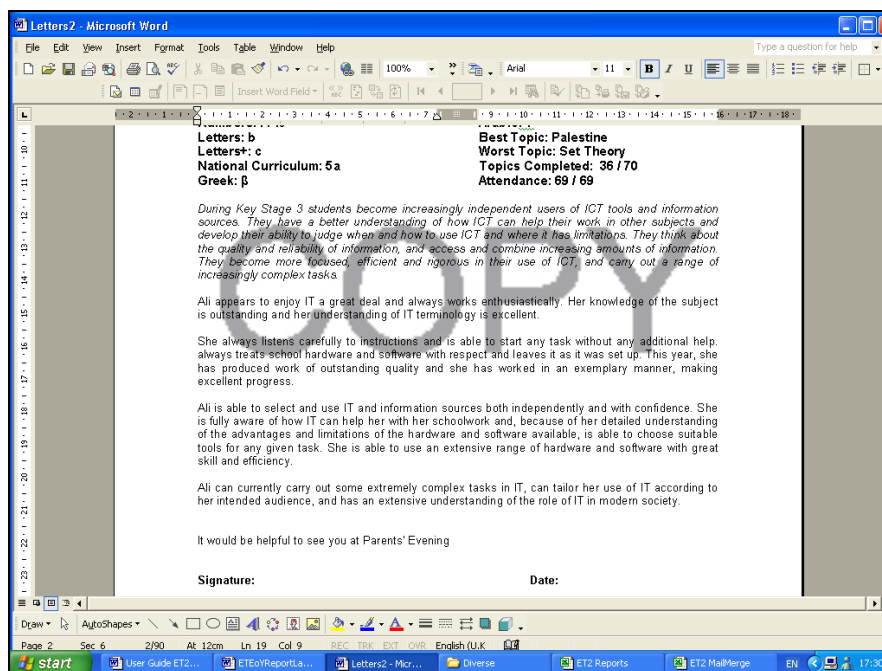 Letters2 - Microsoft Word
File Edit View Insert Format Tools Table Window Help
Type a question for help
100%
Arial
11
B I U
Insert Word Field
Letters: b
Best Topic: Palestine
Letters+: c
Worst Topic: Set Theory
National Curriculum: 5a
Topics Completed: 36 / 70
Greek: β
Attendance: 69 / 69
During Key Stage 3 students become increasingly independent users of ICT tools and information
sources. They have a better understanding of how ICT can help their work in other subjects and
develop their ability to judge when and how to use ICT and where it has limitations. They think about
the quality and reliability of information, and access and combine increasing amounts of information.
They become more focused, efficient and rigorous in their use of ICT, and carry out a range of
increasingly complex tasks.
COPY
Ali appears to enjoy IT a great deal and always works enthusiastically. Her knowledge of the subject
is outstanding and her understanding of IT terminology is excellent.
She always listens carefully to instructions and is able to start any task without any additional help.
always treats school hardware and software with respect and leaves it as it was set up. This year, she
has produced work of outstanding quality and she has worked in an exemplary manner, making
excellent progress.
Ali is able to select and use IT and information sources both independently and with confidence. She
is fully aware of how IT can help her with her schoolwork and, because of her detailed understanding
of the advantages and limitations of the hardware and software available, is able to choose suitable
tools for any given task. She is able to use an extensive range of hardware and software with great
skill and efficiency.
Ali can currently carry out some extremely complex tasks in IT, can tailor her use of IT according to
her intended audience, and has an extensive understanding of the role of IT in modern society.
It would be helpful to see you at Parents' Evening
Signature:
Date:
Draw AutoShapes
Page 2 Sec 6 2/90 At 12cm Ln 19 Col 9 REC TRK EXT OVR English (U.K
start User Guide ET2... ETEoYReportLa... Letters2 - Micr... Diverse ET2 Reports ET2 MailMerge EN 17:30